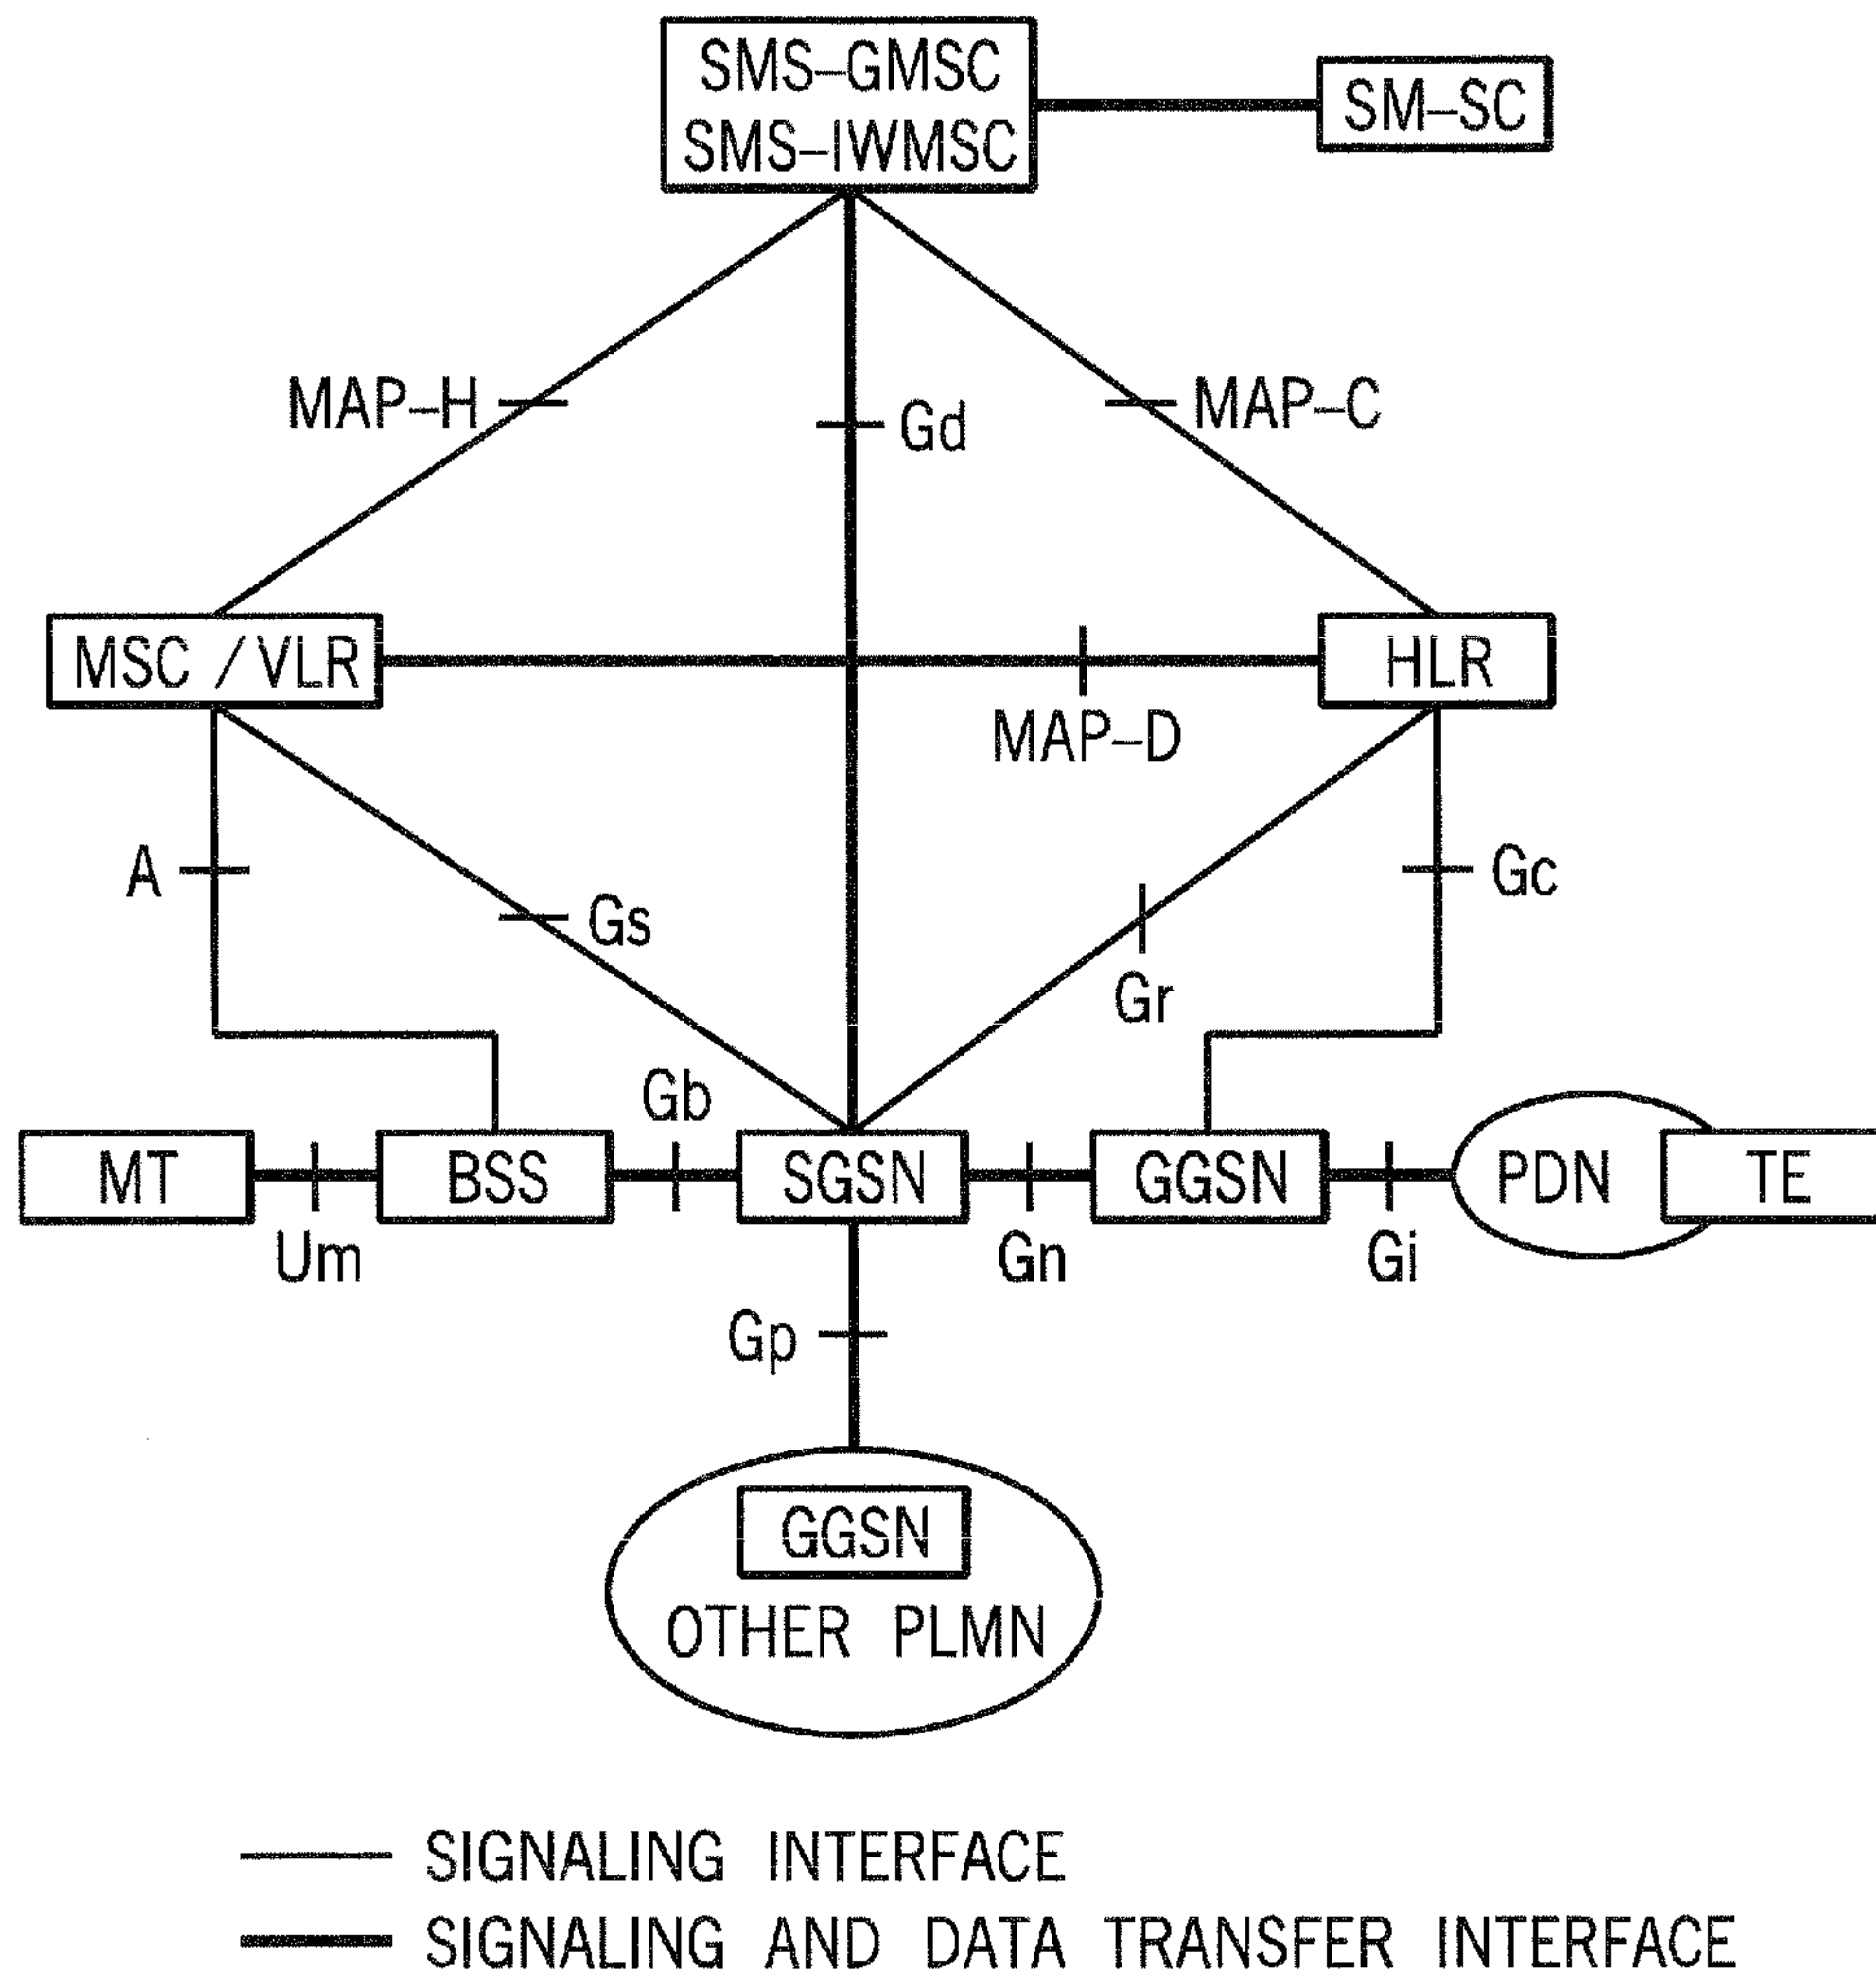 SMS-GMSC
SMS-IWMSC
SM-SC
MAP-H
Gd
MAP-C
MSC / VLR
HLR
MAP-D
A
Gs
Gr
Gc
Gb
MT
BSS
SGSN
GGSN
PDN
TE
Um
Gn
Gi
Gp
GGSN
OTHER PLMN
SIGNALING INTERFACE
SIGNALING AND DATA TRANSFER INTERFACE